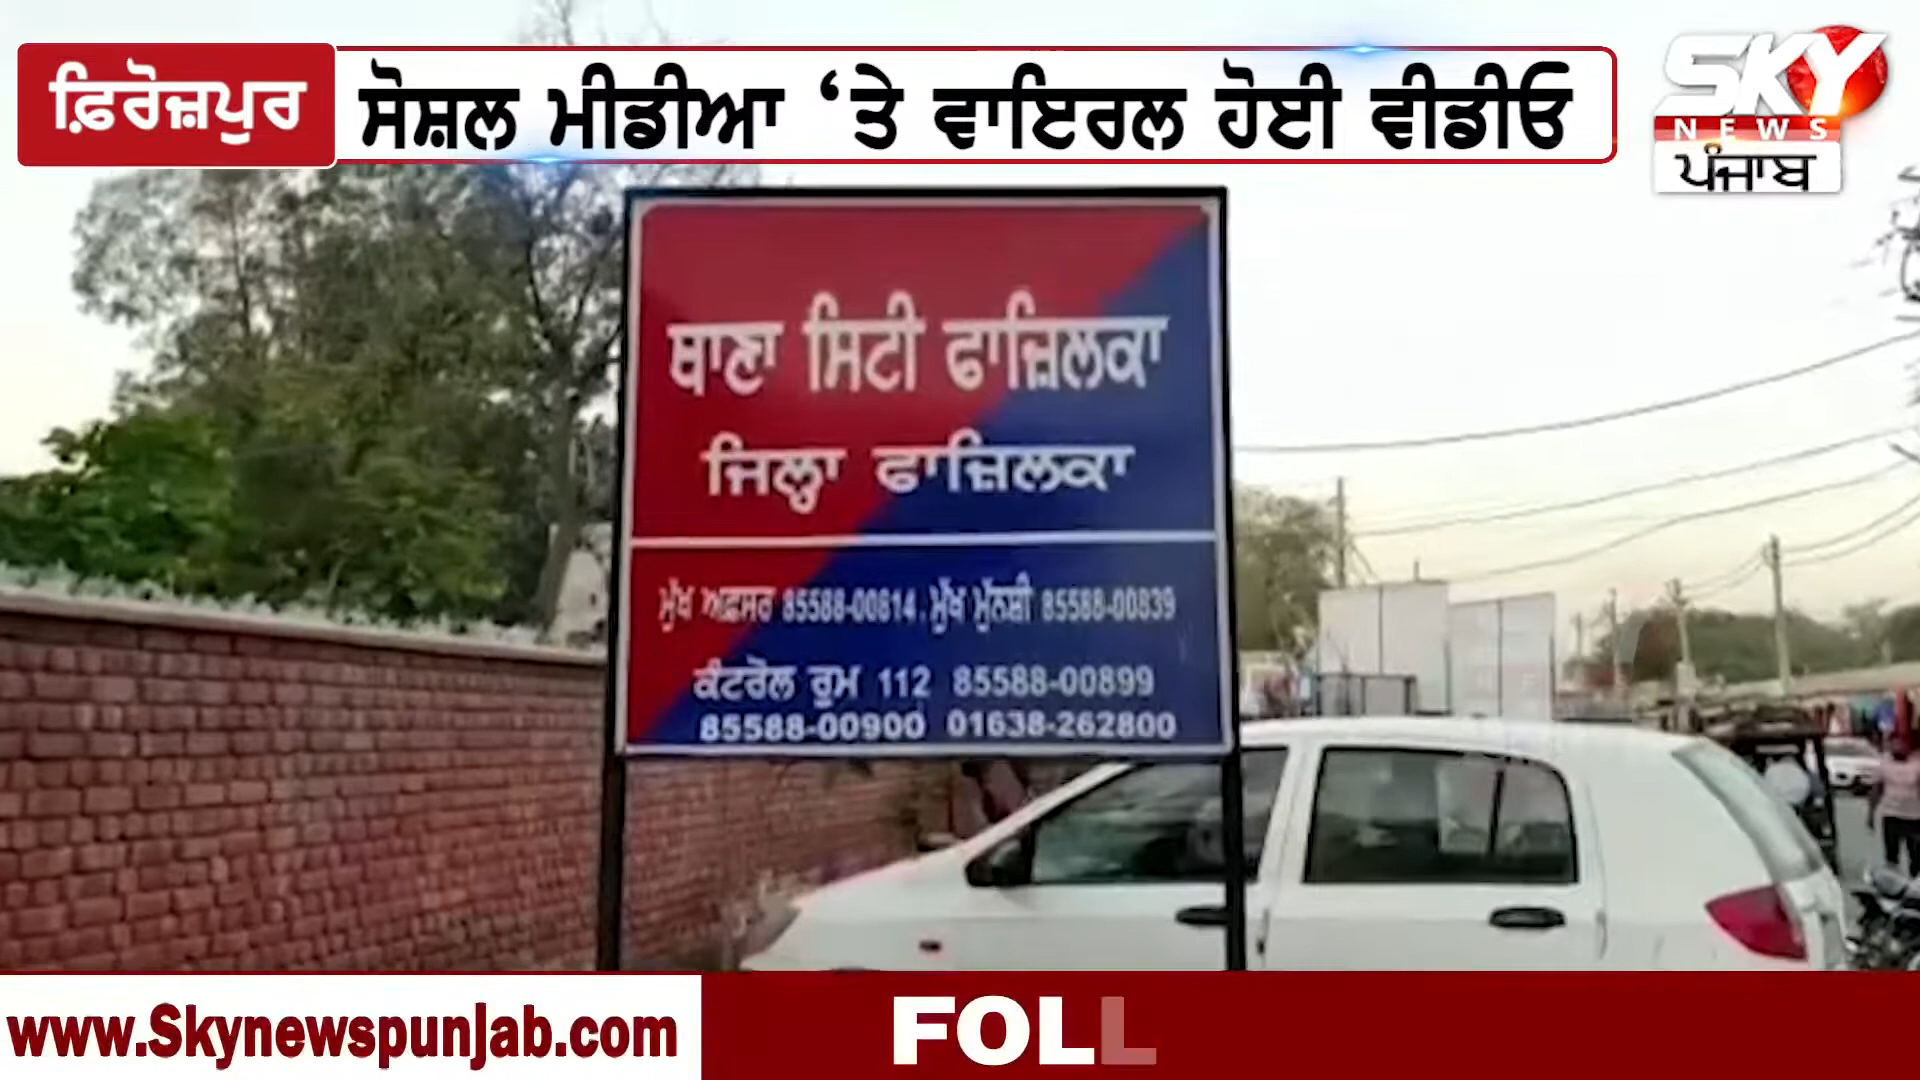 ਫ਼ਿਰੋਜ਼ਪੁਰ
ਸੋਸ਼ਲ ਮੀਡੀਆ ‘ਤੇ ਵਾਇਰਲ ਹੋਈ ਵੀਡੀਓ
SKY
NEWS
ਪੰਜਾਬ
ਥਾਣਾ ਸਿਟੀ ਫਾਜ਼ਿਲਕਾ
ਜਿਲ੍ਹਾ ਫਾਜ਼ਿਲਕਾ
ਮੁੱਖ ਅਫ਼ਸਰ 85588-00814, ਮੁੱਖ ਮੁੱਨਸ਼ੀ 85588-00839
ਕੰਟਰੋਲ ਰੂਮ 112 85588-00899
85588-00900 01638-262800
www.SkynewspunJab.com
FOLL